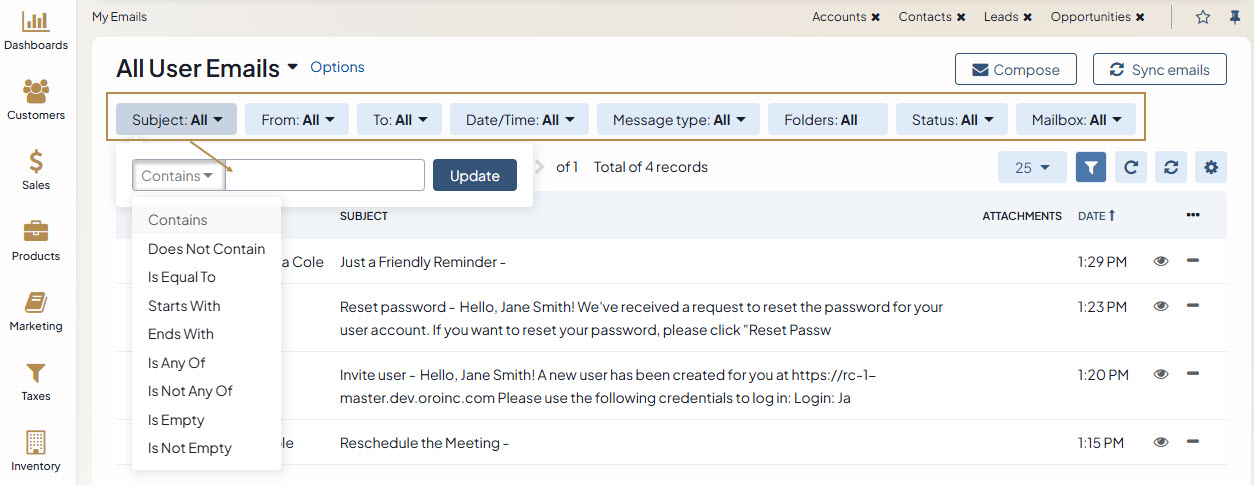 My Emails
Accounts ✖ Contacts ✖ Leads ✖ Opportunities ✖
Dashboards
Customers
Sales
Products
Marketing
Taxes
Inventory
All User Emails Options
Compose Sync emails
Subject: All From: All To: All Date/Time: All Message type: All Folders: All Status: All Mailbox: All
Contains Update of 1 Total of 4 records 25
SUBJECT ATTACHMENTS DATE
Contains
Does Not Contain
Is Equal To
Starts With
Ends With
Is Any Of
Is Not Any Of
Is Empty
Is Not Empty
a Cole Just a Friendly Reminder - 1:29 PM
Reset password - Hello, Jane Smith! We've received a request to reset the password for your 1:23 PM
user account. If you want to reset your password, please click "Reset Passw
Invite user - Hello, Jane Smith! A new user has been created for you at https://rc-1- 1:20 PM
master.dev.oroinc.com Please use the following credentials to log in: Login: Ja
le Reschedule the Meeting - 1:15 PM